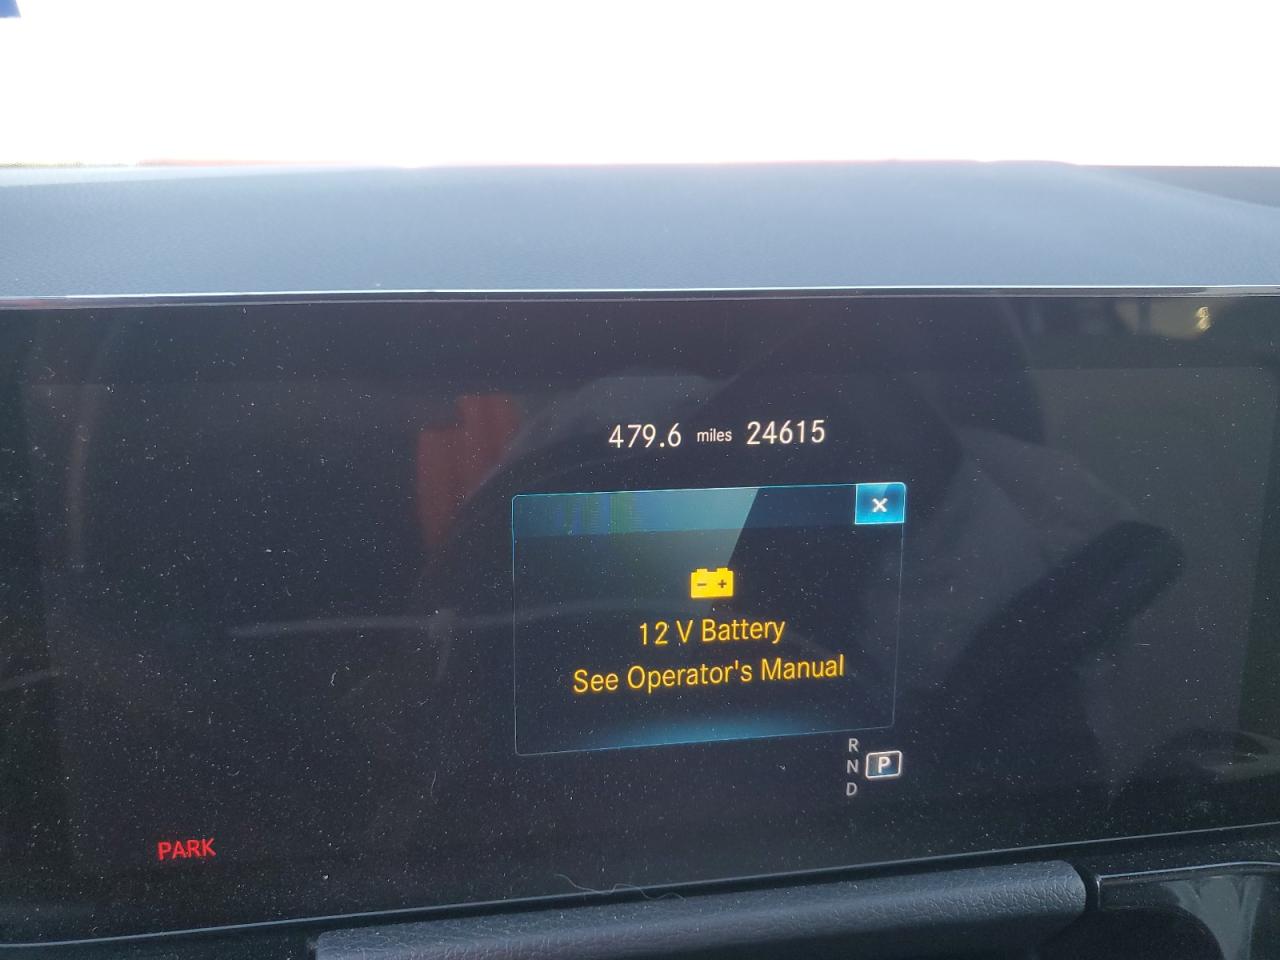 479.6 miles 24615
×
- +
12 V Battery
See Operator's Manual
R
N P
D
PARK